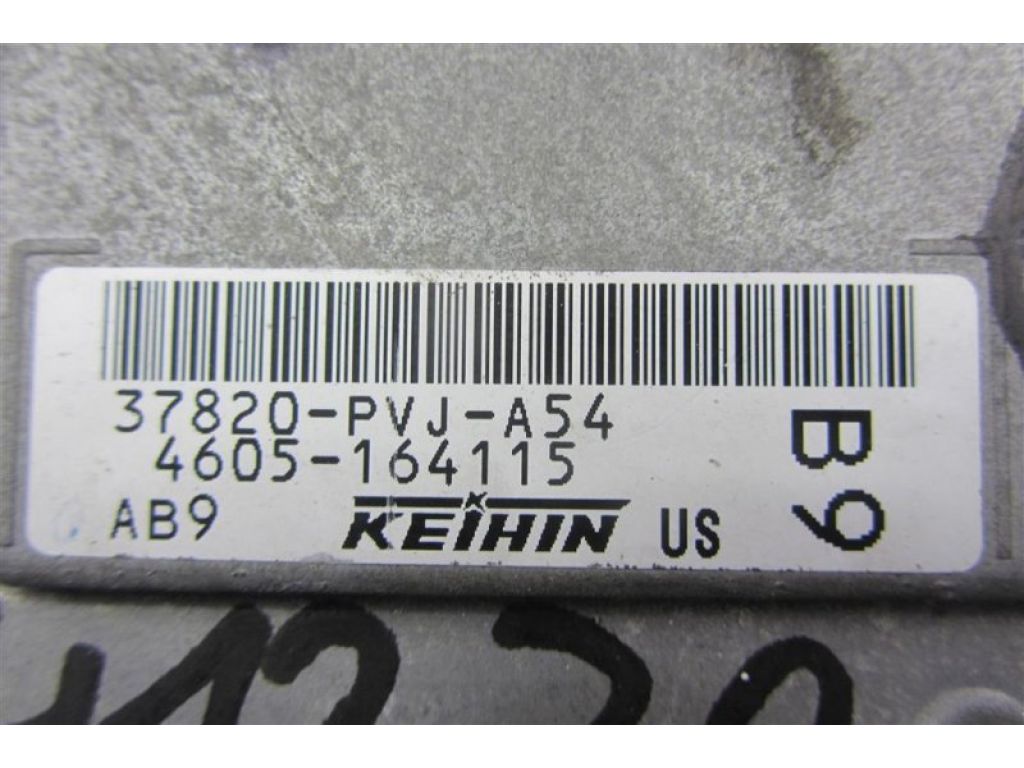 37820-PVJ-A54
4605-164115
AB9 KEIHIN US
B9